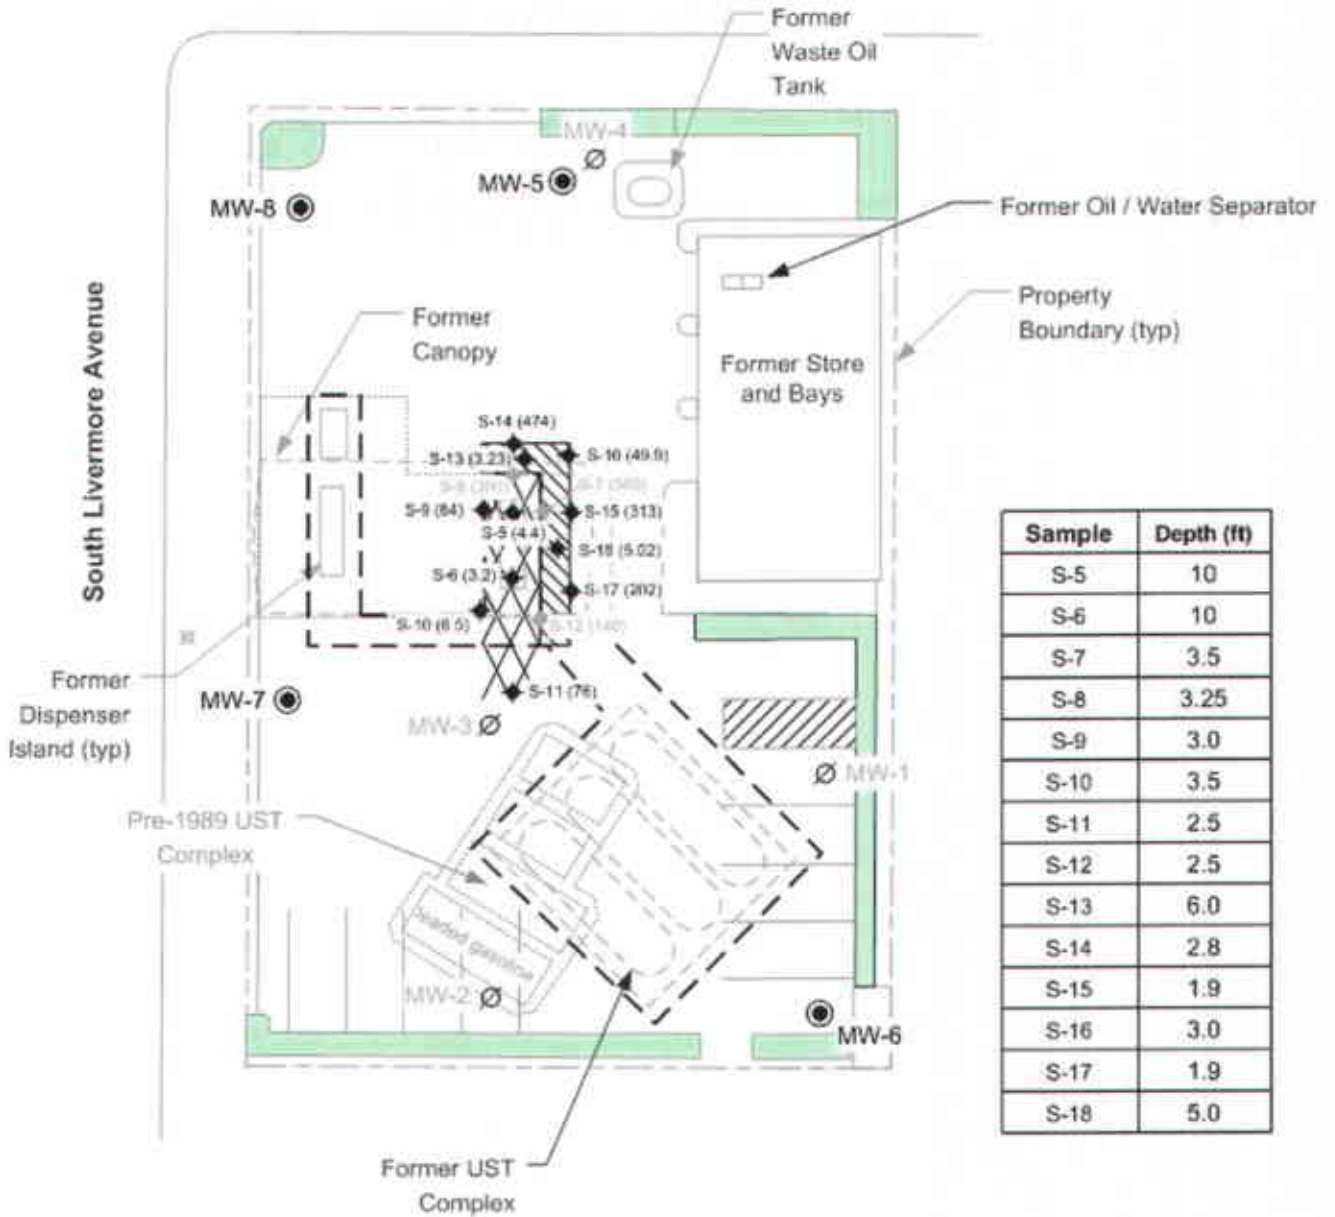 Former
Waste Oil
Tank
MW-4
MW-5
MW-8
Former Oil / Water Separator
Property
Boundary (typ)
South Livermore Avenue
Former
Canopy
Former Store
and Bays
S-14 (474)
S-13 (3.23)
S-16 (49.9)
S-9 (84)
S-15 (313)
S-5 (4.4)
S-18 (5.02)
S-6 (3.2)
S-17 (202)
S-10 (6.5)
S-12 (140)
S-11 (76)
Former
Dispenser
Island (typ)
MW-7
MW-3
MW-1
Pre-1989 UST
Complex
gasoline
MW-2
MW-6
Former UST
Complex
Sample Depth (ft)
S-5 10
S-6 10
S-7 3.5
S-8 3.25
S-9 3.0
S-10 3.5
S-11 2.5
S-12 2.5
S-13 6.0
S-14 2.8
S-15 1.9
S-16 3.0
S-17 1.9
S-18 5.0